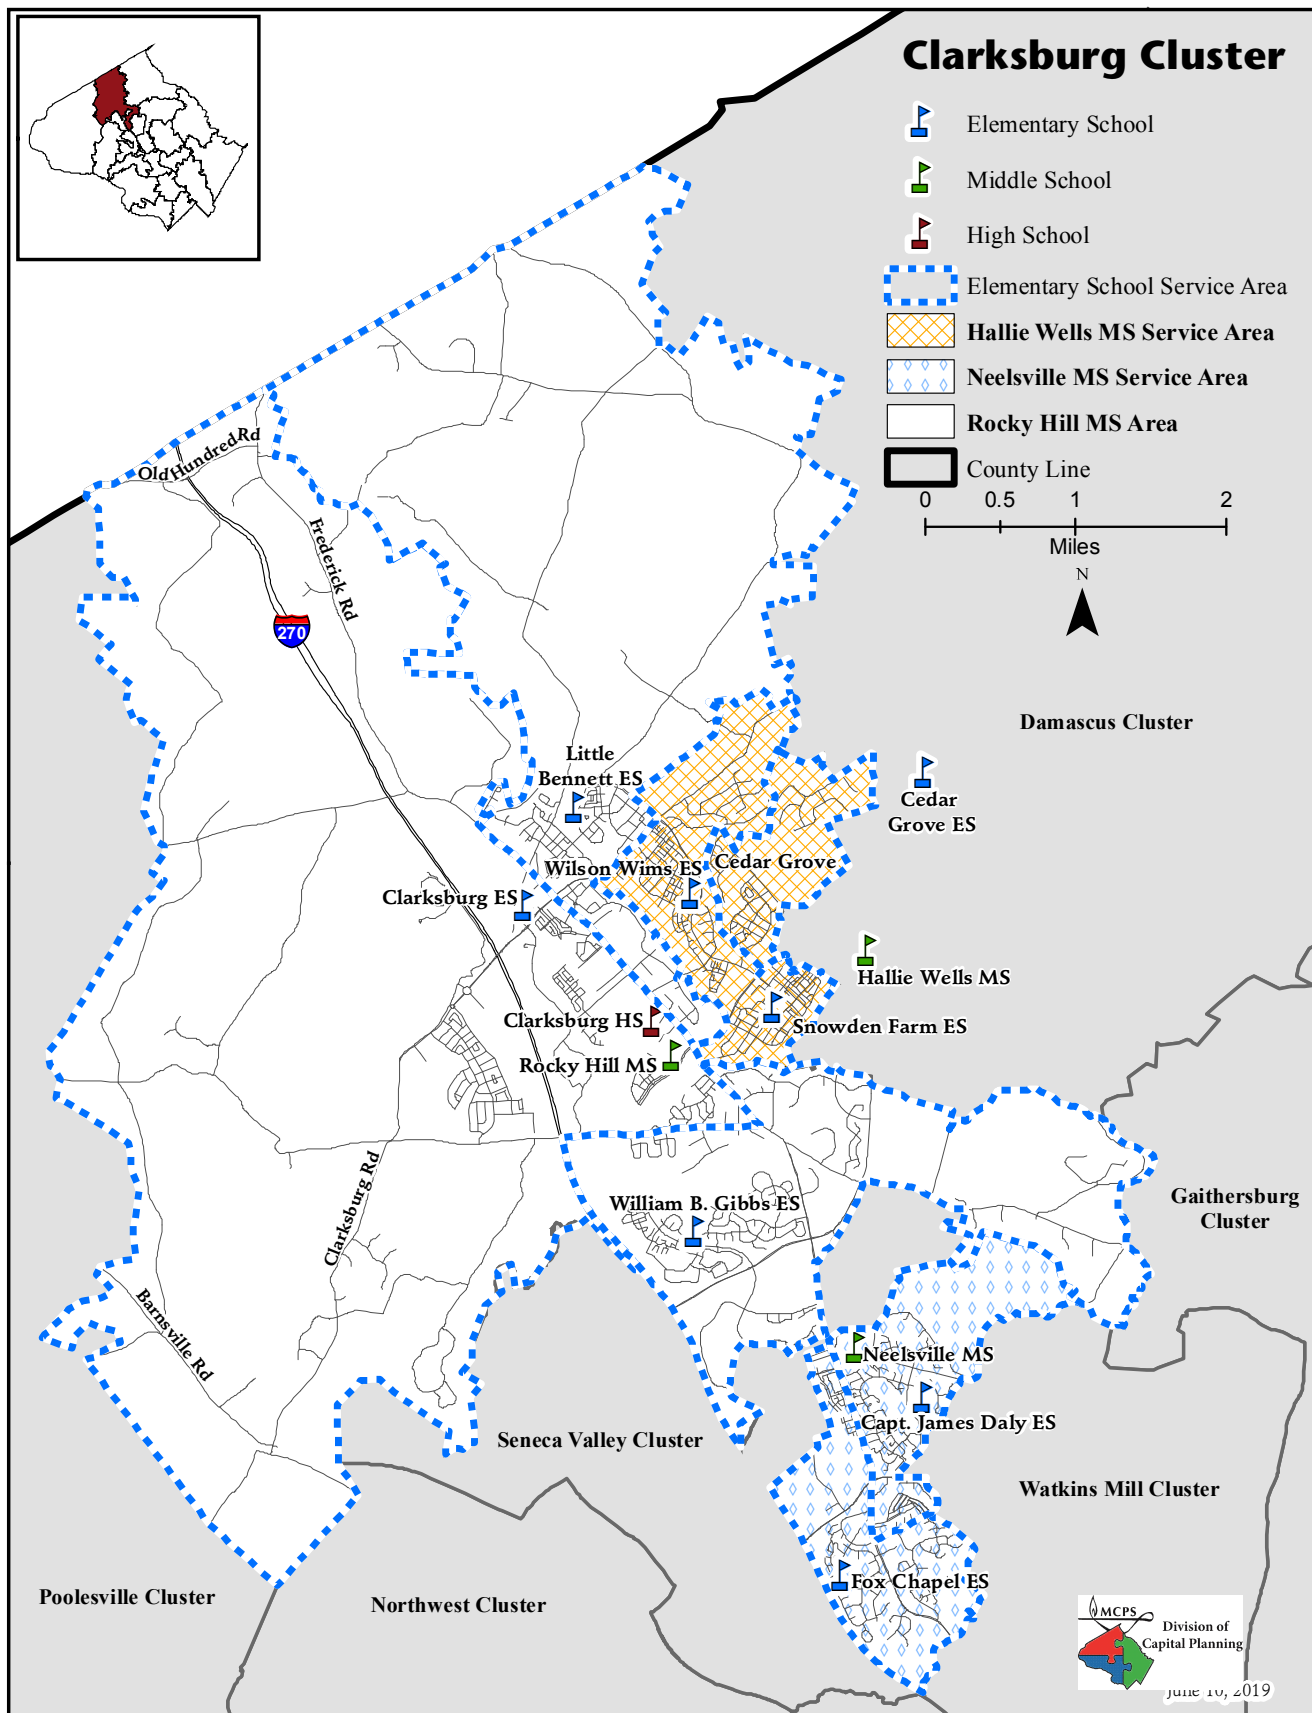 Clarksburg Cluster
Elementary School
Middle School
High School
Elementary School Service Area
Hallie Wells MS Service Area
Neelsville MS Service Area
Rocky Hill MS Area
County Line
0 0.5 1 2
Miles
N
Old Hundred Rd
Frederick Rd
270
Damascus Cluster
Little
Bennett ES
Cedar
Grove ES
Wilson Wims ES
Cedar Grove
Clarksburg ES
Hallie Wells MS
Clarksburg HS
Snowden Farm ES
Rocky Hill MS
Clarksburg Rd
William B. Gibbs ES
Gaithersburg
Cluster
Barnsville Rd
Neelsville MS
Capt. James Daly ES
Seneca Valley Cluster
Watkins Mill Cluster
Fox Chapel ES
Poolesville Cluster
Northwest Cluster
MCPS
Division of
Capital Planning
June 10, 2019